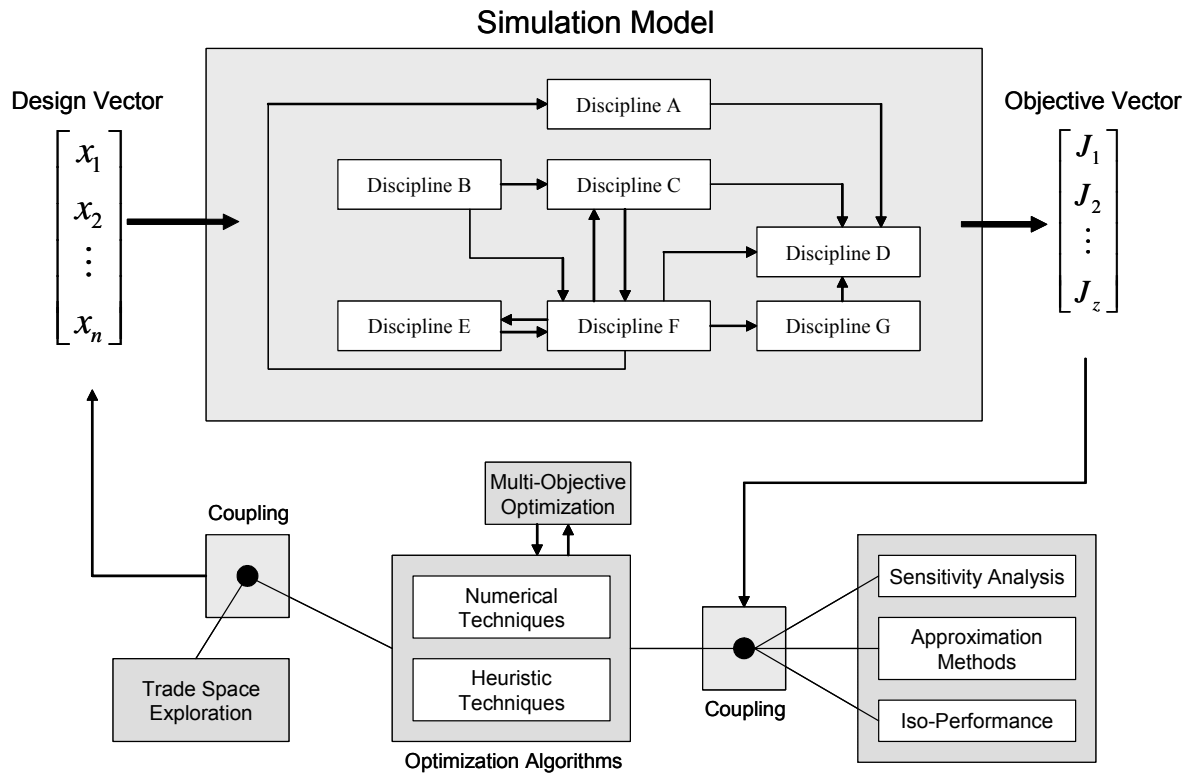 Simulation Model
Design Vector
x₁
x₂
⋮
xₙ
Discipline A
Discipline B
Discipline C
Discipline D
Discipline E
Discipline F
Discipline G
Objective Vector
J₁
J₂
⋮
J_z
Coupling
Trade Space
Exploration
Multi-Objective
Optimization
Numerical
Techniques
Heuristic
Techniques
Optimization Algorithms
Coupling
Sensitivity Analysis
Approximation
Methods
Iso-Performance